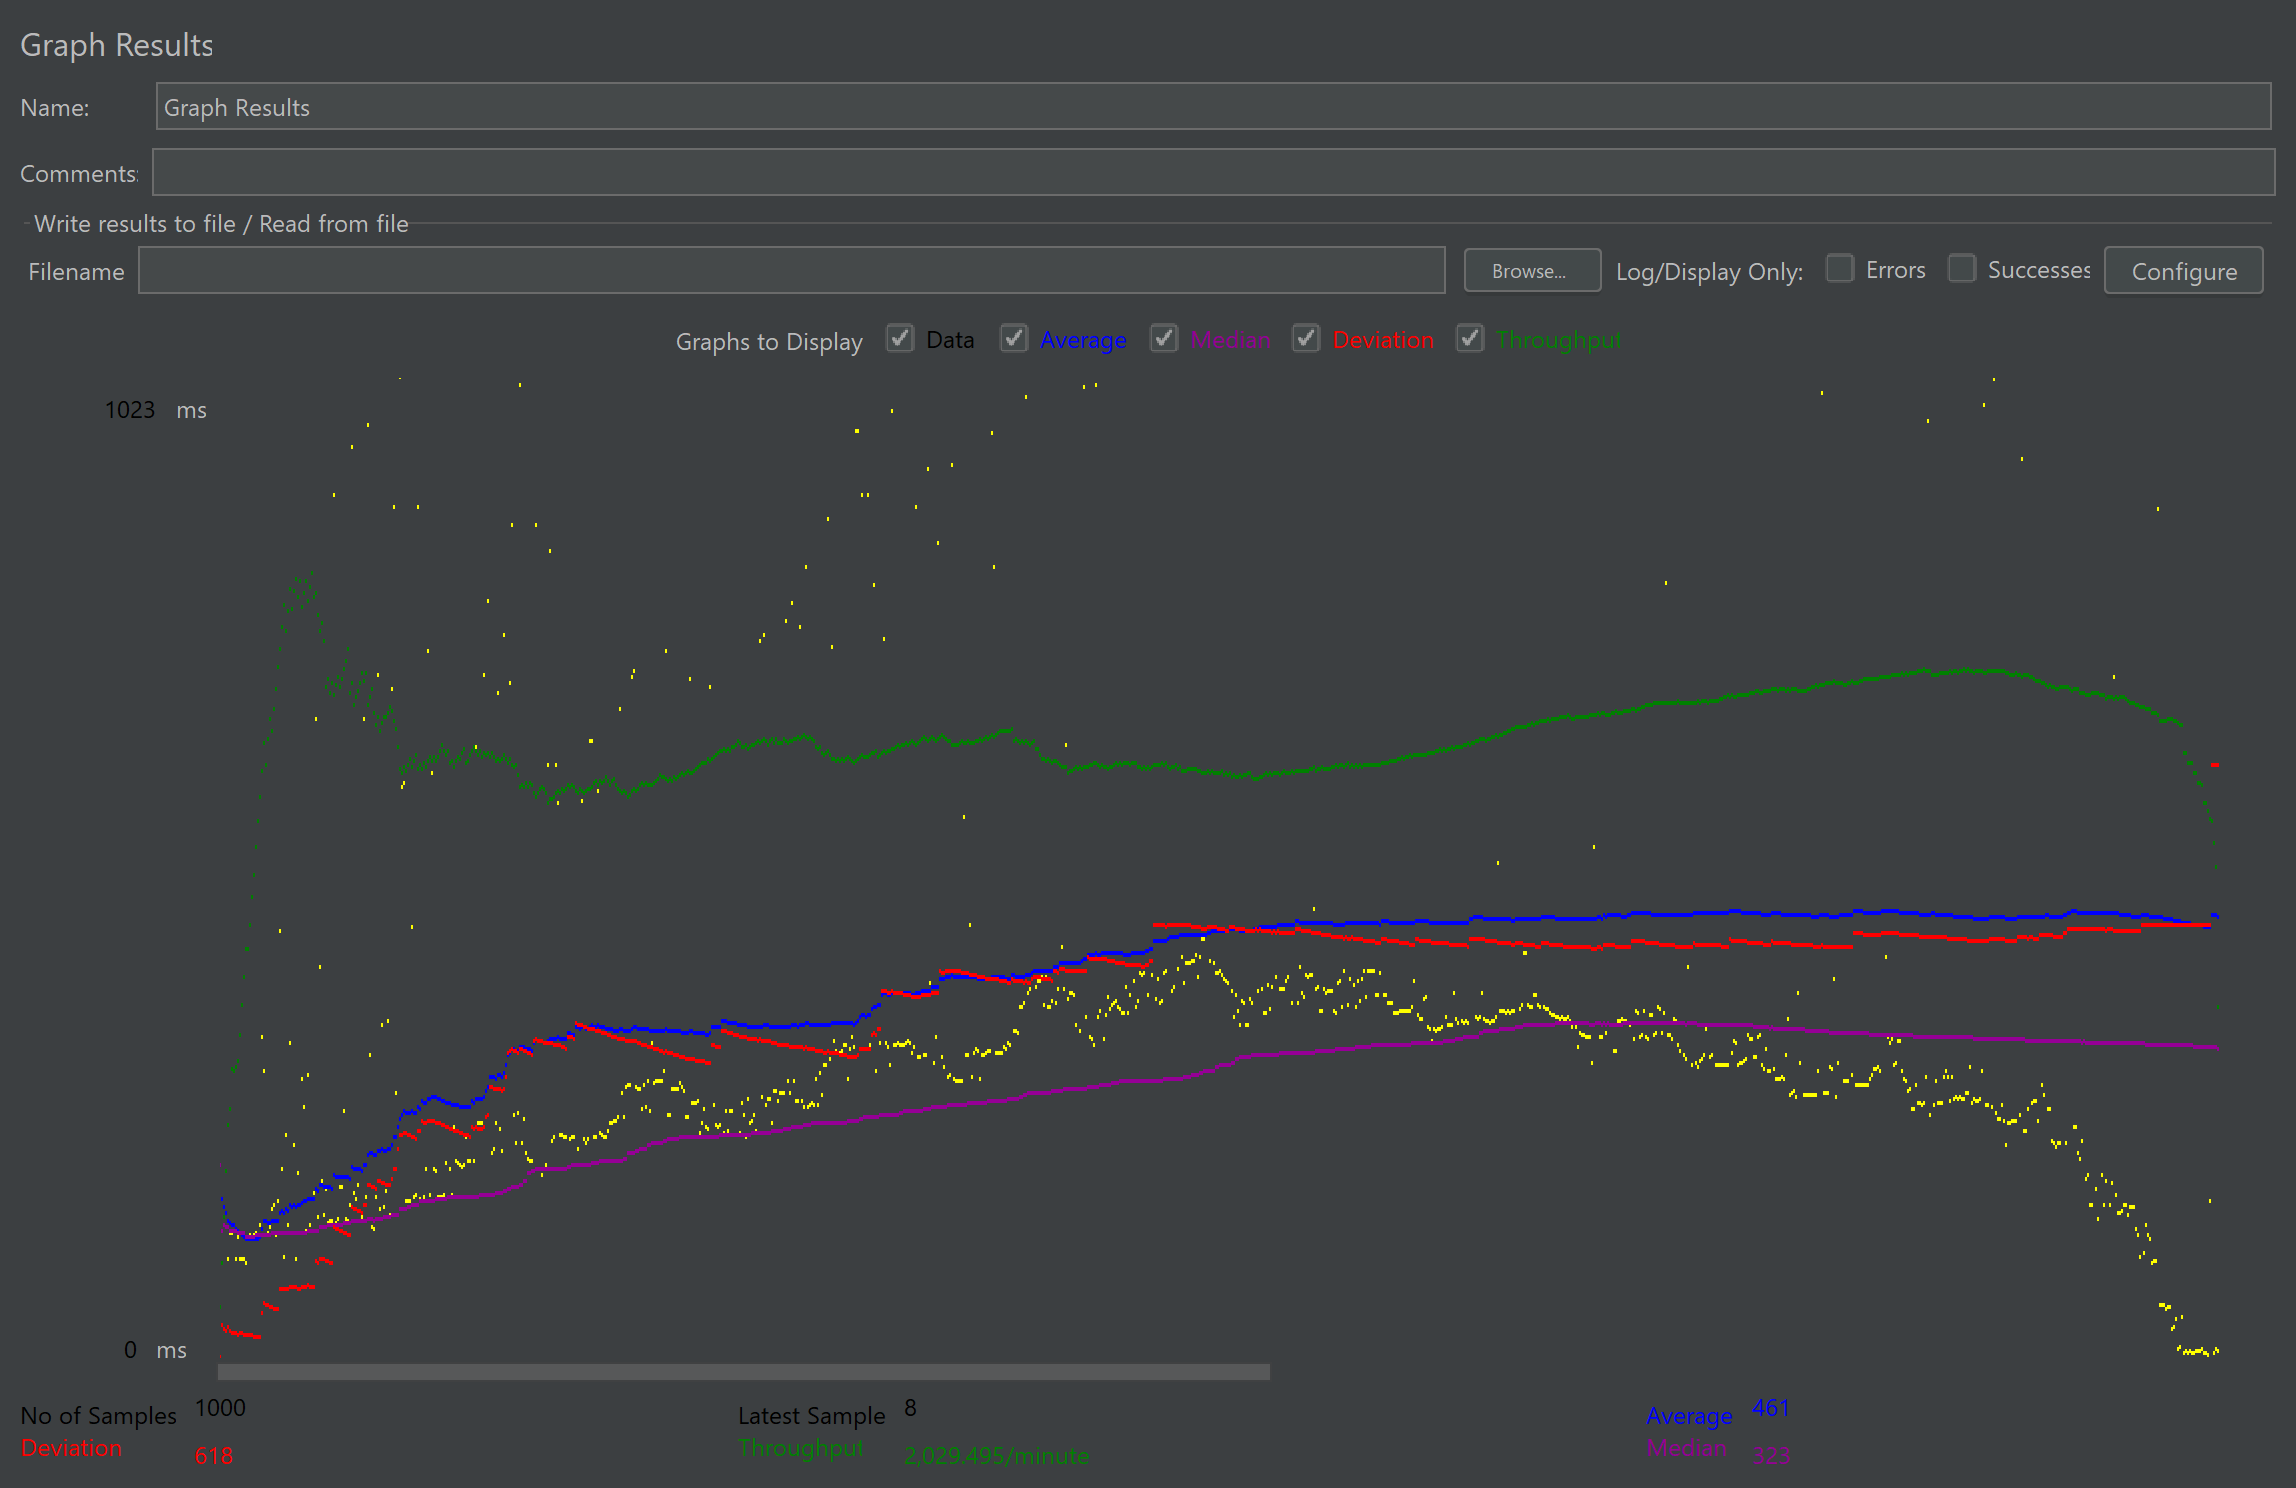 Graph Results
Name: Graph Results
Comments:
Write results to file / Read from file
Filename Browse... Log/Display Only: Errors Successes Configure
Graphs to Display Data Average Median Deviation Throughput
1023 ms
0 ms
No of Samples 1000 Latest Sample 8 Average 461
Deviation 618 Throughput 2,029.495/minute Median 323